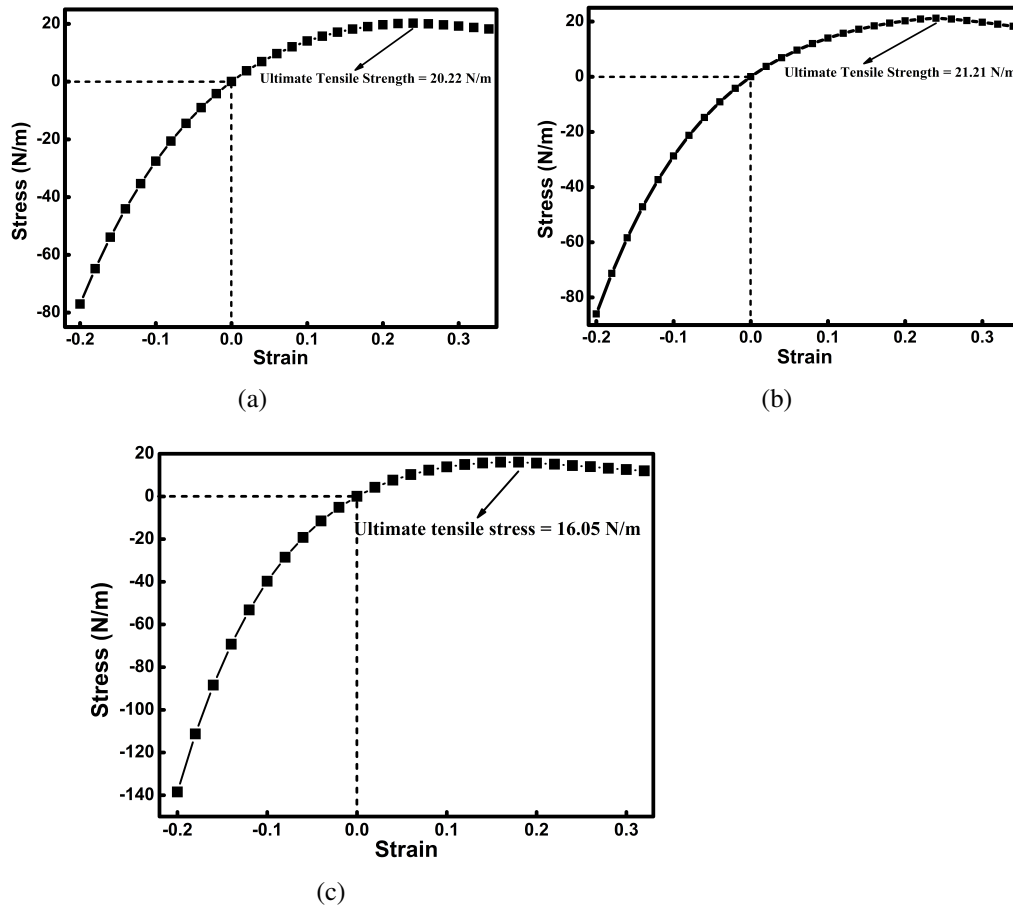 20
0
-20
-40
-60
-80
Stress (N/m)
Ultimate Tensile Strength = 20.22 N/m
-0.2 -0.1 0.0 0.1 0.2 0.3
Strain
(a)
20
0
-20
-40
-60
-80
Stress (N/m)
Ultimate Tensile Strength = 21.21 N/m
-0.2 -0.1 0.0 0.1 0.2 0.3
Strain
(b)
20
0
-20
-40
-60
-80
-100
-120
-140
Stress (N/m)
Ultimate tensile stress = 16.05 N/m
-0.2 -0.1 0.0 0.1 0.2 0.3
Strain
(c)